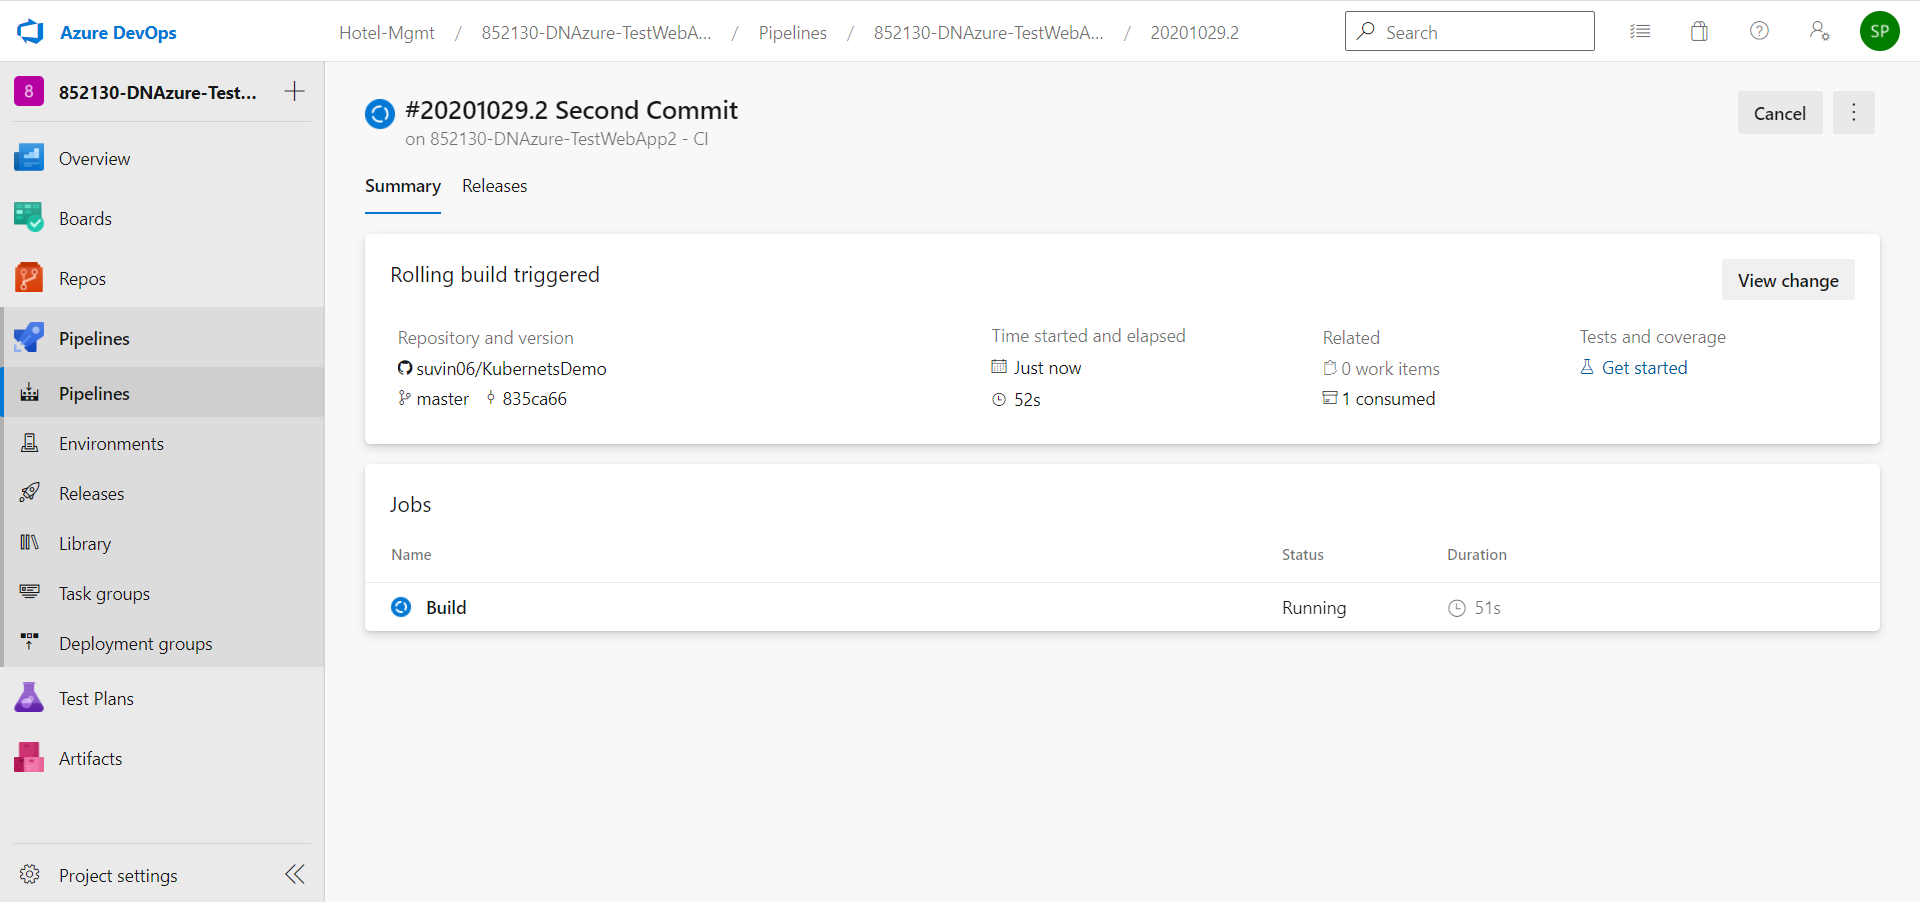 Azure DevOps
Hotel-Mgmt / 852130-DNAzure-TestWebA... / Pipelines / 852130-DNAzure-TestWebA... / 20201029.2
Search
SP
8 852130-DNAzure-Test...
Overview
Boards
Repos
Pipelines
Pipelines
Environments
Releases
Library
Task groups
Deployment groups
Test Plans
Artifacts
Project settings
#20201029.2 Second Commit
on 852130-DNAzure-TestWebApp2 - CI
Cancel
Summary Releases
Rolling build triggered
View change
Repository and version
suvin06/KubernetsDemo
master 835ca66
Time started and elapsed
Just now
52s
Related
0 work items
1 consumed
Tests and coverage
Get started
Jobs
Name Status Duration
Build Running 51s